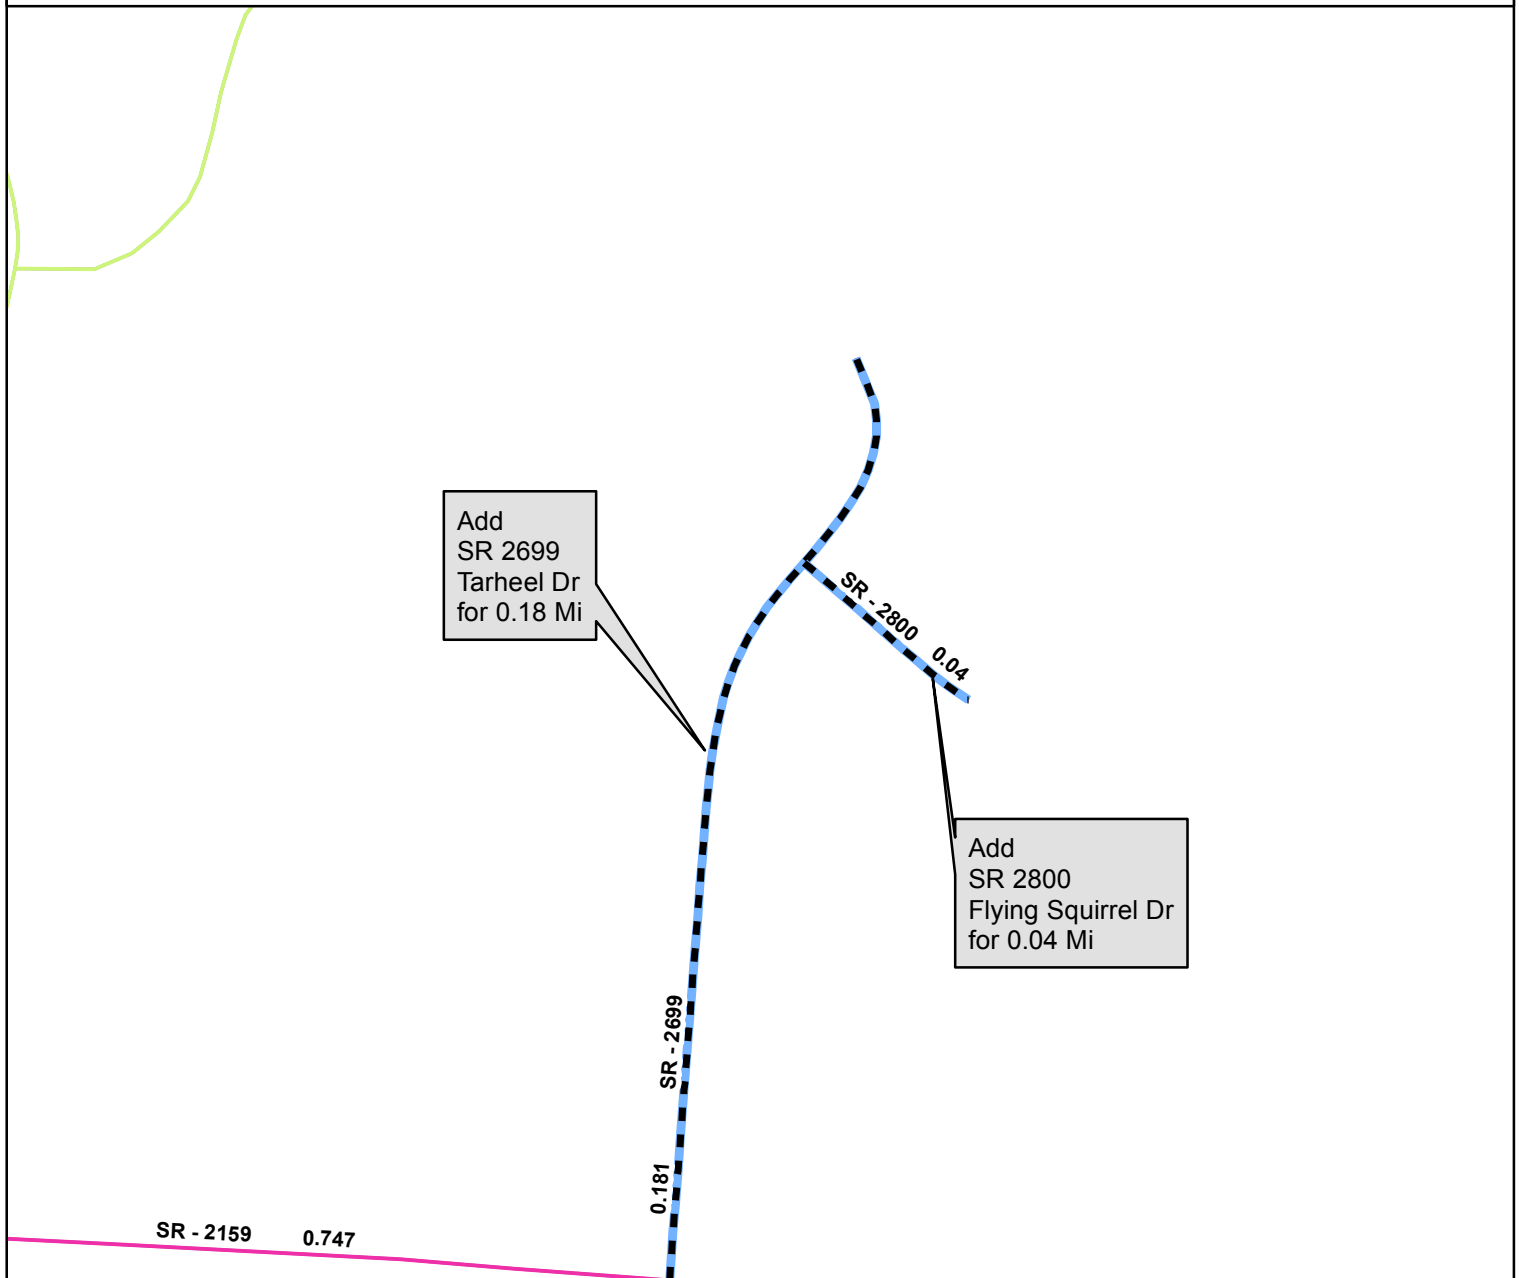 Add
SR 2699
Tarheel Dr
for 0.18 Mi
SR - 2800
0.04
Add
SR 2800
Flying Squirrel Dr
for 0.04 Mi
SR - 2699
0.181
SR - 2159
0.747